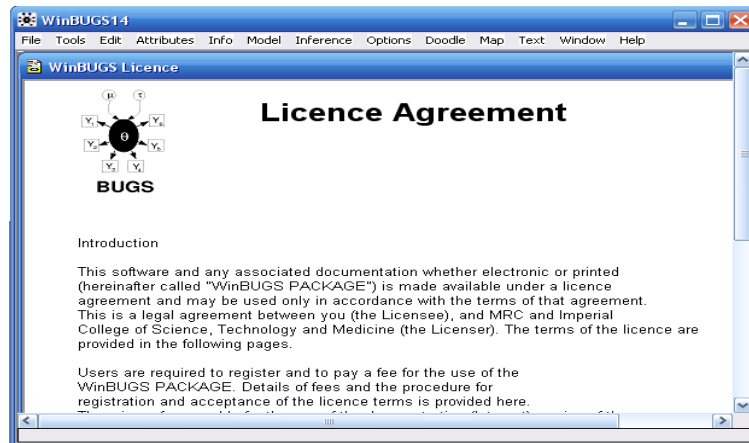 WinBUGS14
File Tools Edit Attributes Info Model Inference Options Doodle Map Text Window Help
WinBUGS Licence
μ τ
Y1 Y6
θ
Y2 Y5
Y3 Y4
BUGS
Licence Agreement
Introduction
This software and any associated documentation whether electronic or printed
(hereinafter called "WinBUGS PACKAGE") is made available under a licence
agreement and may be used only in accordance with the terms of that agreement.
This is a legal agreement between you (the Licensee), and MRC and Imperial
College of Science, Technology and Medicine (the Licenser). The terms of the licence are
provided in the following pages.
Users are required to register and to pay a fee for the use of the
WinBUGS PACKAGE. Details of fees and the procedure for
registration and acceptance of the licence terms is provided here.